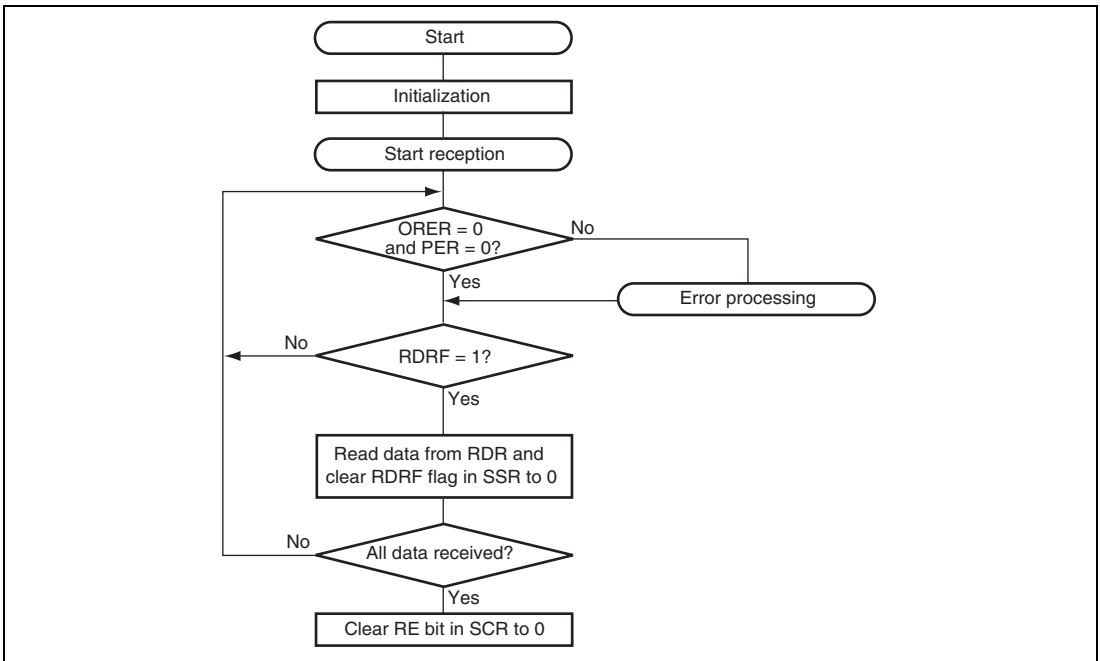 Start
Initialization
Start reception
ORER = 0
and PER = 0?
No
Yes
Error processing
No
RDRF = 1?
Yes
Read data from RDR and
clear RDRF flag in SSR to 0
No
All data received?
Yes
Clear RE bit in SCR to 0